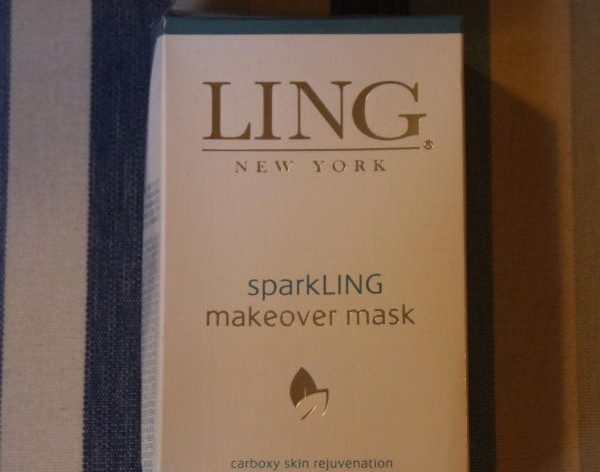 LING®
NEW YORK
sparkLING
makeover mask
carboxy skin rejuvenation